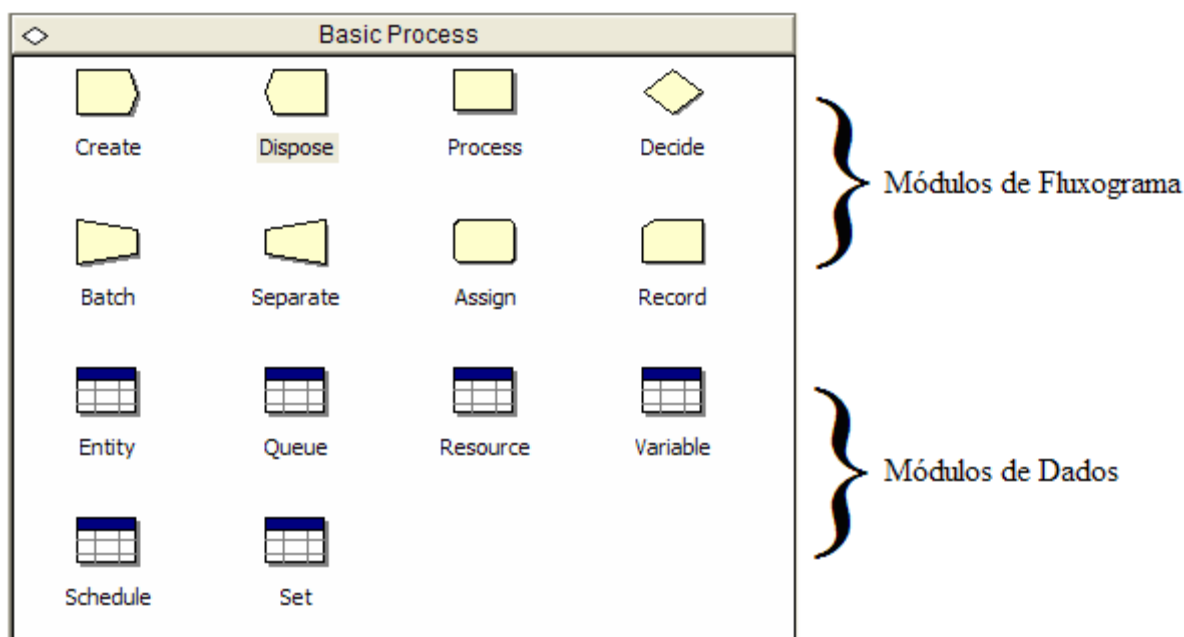 Basic Process
Create Dispose Process Decide
Módulos de Fluxograma
Batch Separate Assign Record
Entity Queue Resource Variable
Módulos de Dados
Schedule Set